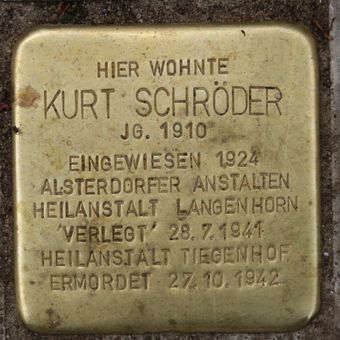 HIER WOHNTE
KURT SCHRÖDER
JG. 1910
EINGEWIESEN 1924
ALSTERDORFER ANSTALTEN
HEILANSTALT LANGENHORN
'VERLEGT' 28.7.1941
HEILANSTALT TIEGENHOF
ERMORDET 27.10.1942